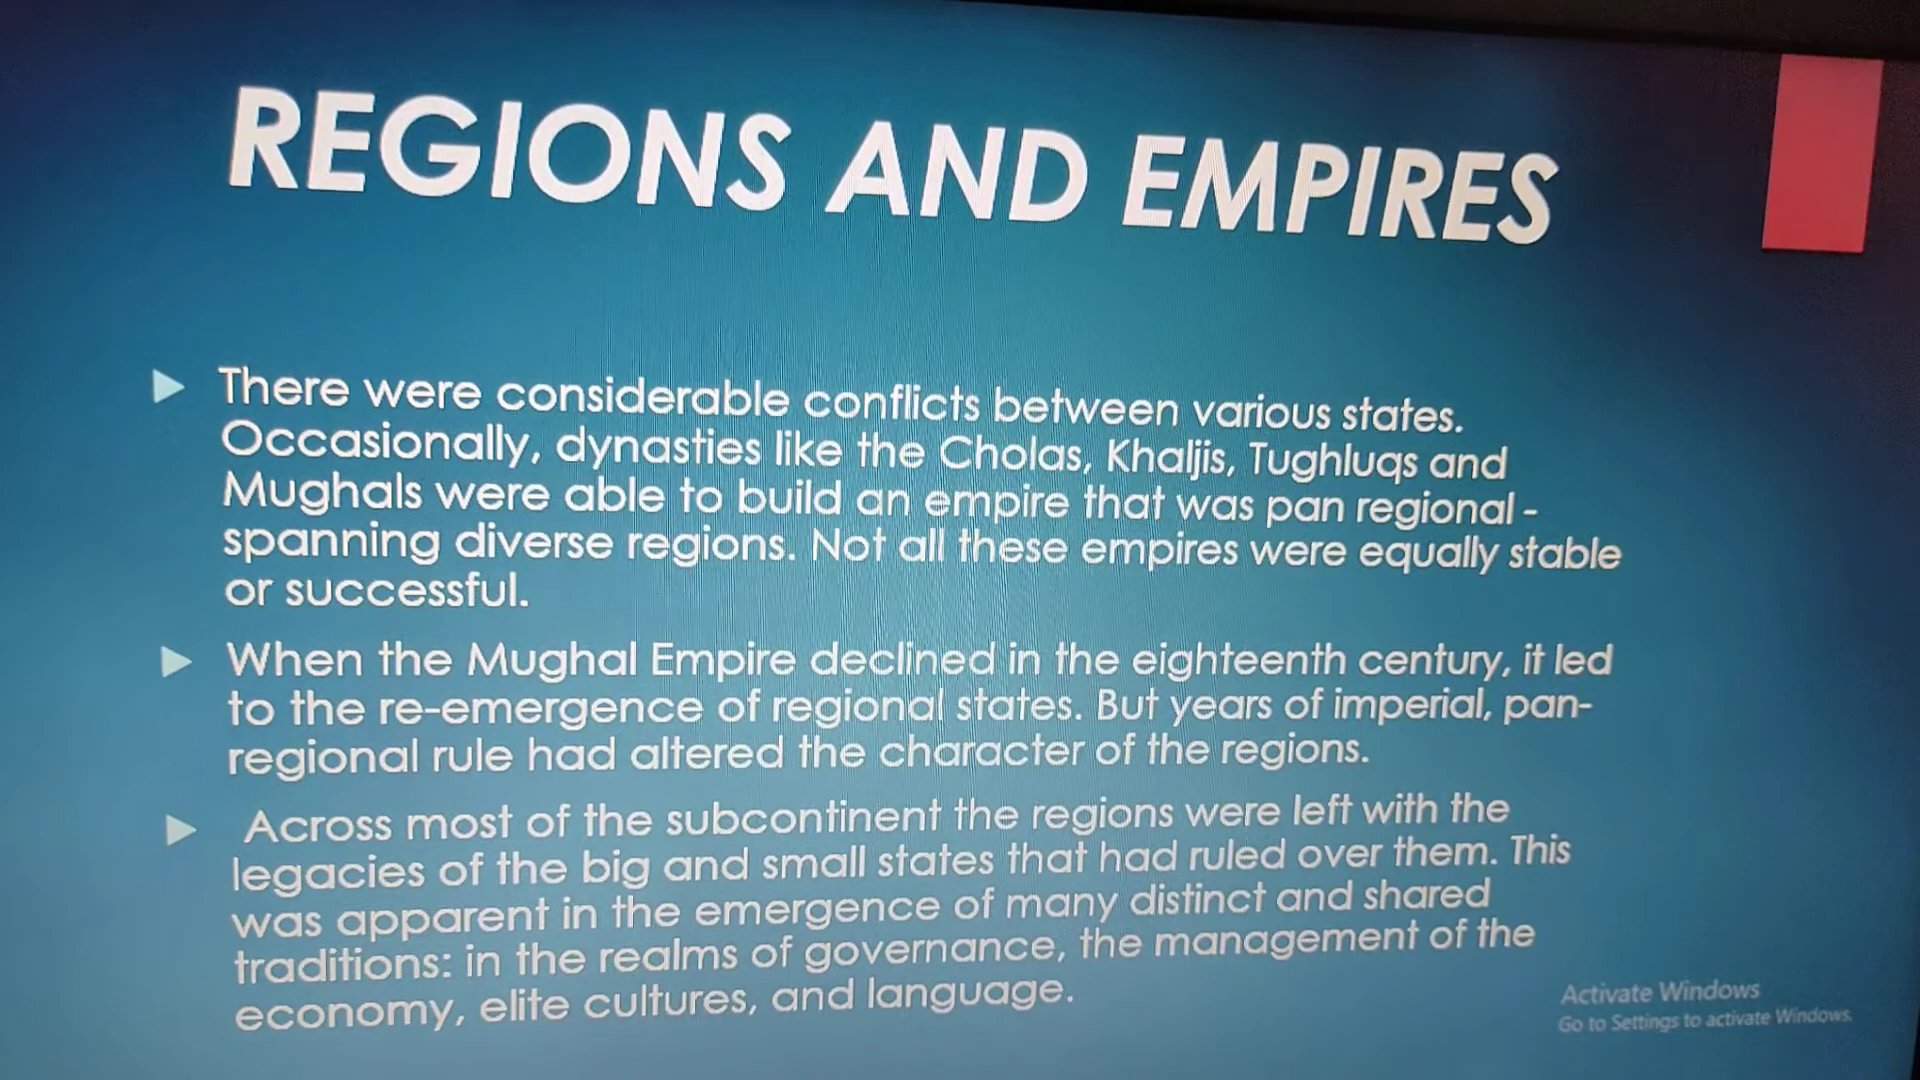 REGIONS AND EMPIRES
There were considerable conflicts between various states.
Occasionally, dynasties like the Cholas, Khaljis, Tughluqs and
Mughals were able to build an empire that was pan regional -
spanning diverse regions. Not all these empires were equally stable
or successful.
When the Mughal Empire declined in the eighteenth century, it led
to the re-emergence of regional states. But years of imperial, pan-
regional rule had altered the character of the regions.
Across most of the subcontinent the regions were left with the
legacies of the big and small states that had ruled over them. This
was apparent in the emergence of many distinct and shared
traditions: in the realms of governance, the management of the
economy, elite cultures, and language.
Activate Windows
Go to Settings to activate Windows.